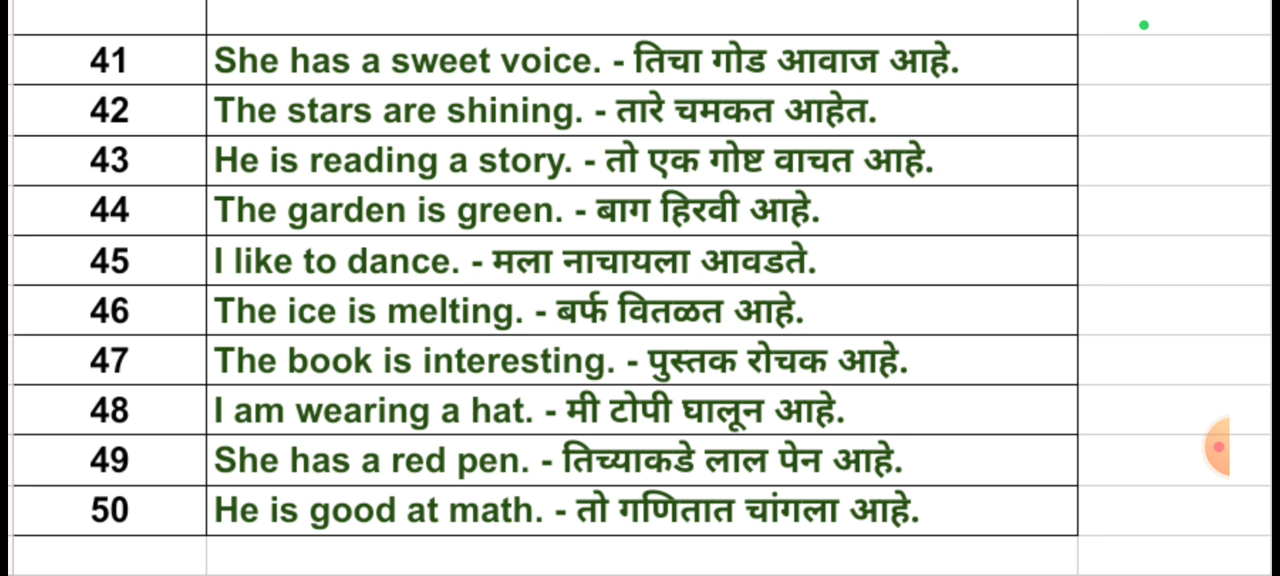 41 She has a sweet voice. - तिचा गोड आवाज आहे.
42 The stars are shining. - तारे चमकत आहेत.
43 He is reading a story. - तो एक गोष्ट वाचत आहे.
44 The garden is green. - बाग हिरवी आहे.
45 I like to dance. - मला नाचायला आवडते.
46 The ice is melting. - बर्फ वितळत आहे.
47 The book is interesting. - पुस्तक रोचक आहे.
48 I am wearing a hat. - मी टोपी घालून आहे.
49 She has a red pen. - तिच्याकडे लाल पेन आहे.
50 He is good at math. - तो गणितात चांगला आहे.